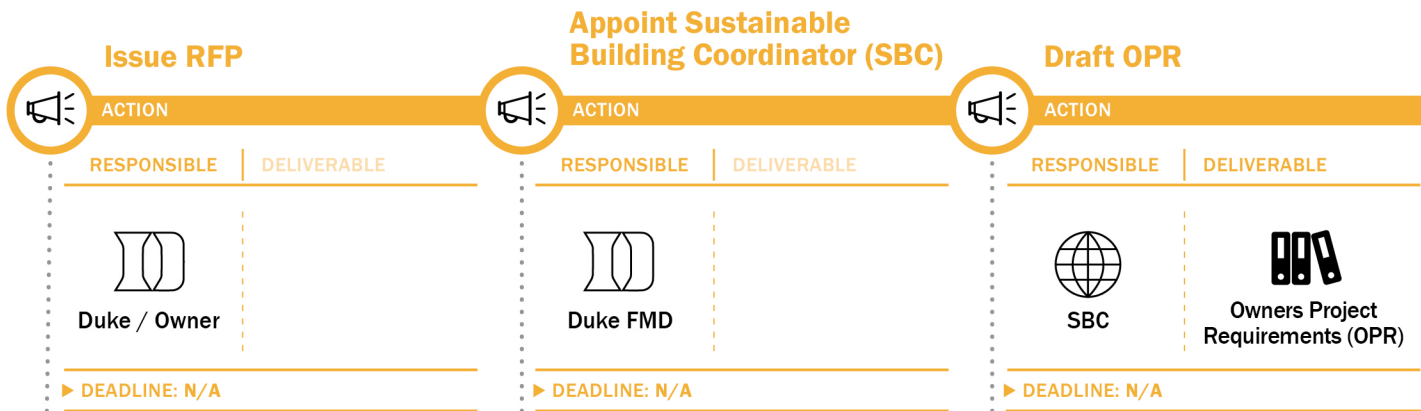 Issue RFP
ACTION
RESPONSIBLE
DELIVERABLE
Duke / Owner
DEADLINE: N/A
Appoint Sustainable
Building Coordinator (SBC)
ACTION
RESPONSIBLE
DELIVERABLE
Duke FMD
DEADLINE: N/A
Draft OPR
ACTION
RESPONSIBLE
DELIVERABLE
SBC
Owners Project
Requirements (OPR)
DEADLINE: N/A